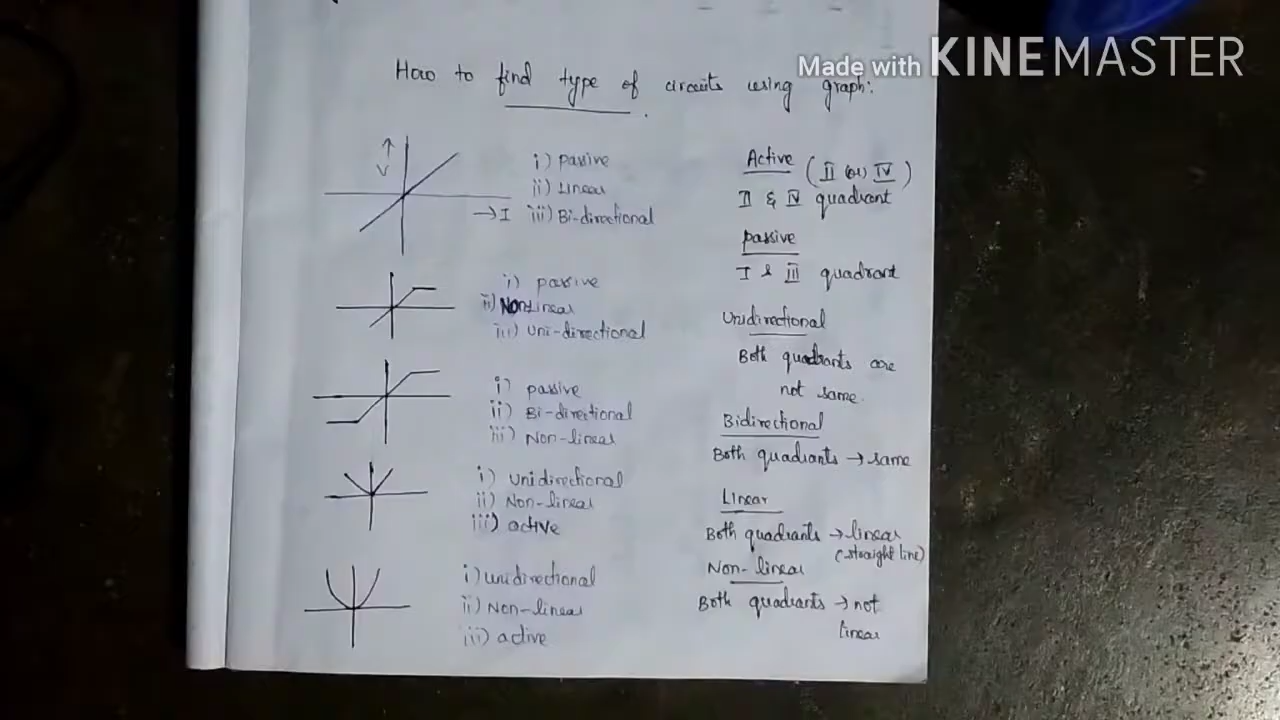 Made with KINEMASTER
How to find type of circuits using graph:
V
→ I
i) passive
ii) Linear
iii) Bi-directional
i) passive
ii) Non Linear
iii) Uni-directional
i) passive
ii) Bi-directional
iii) Non-linear
i) Unidirectional
ii) Non-linear
iii) active
i) unidirectional
ii) Non-linear
iii) active
Active (II (or) IV)
II & IV quadrant
passive
I & III quadrant
Unidirectional
Both quadrants are
not same.
Bidirectional
Both quadrants → same
Linear
Both quadrants → linear
(straight line)
Non-linear
Both quadrants → not
linear